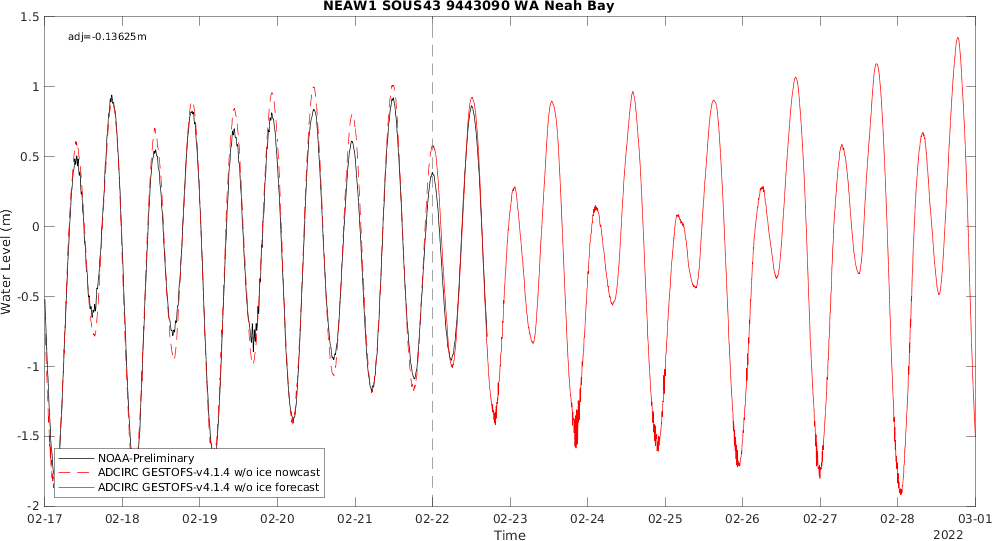 NEAW1 SOUS43 9443090 WA Neah Bay
adj=-0.13625m
1.5
1
0.5
0
-0.5
-1
-1.5
-2
Water Level (m)
NOAA-Preliminary
ADCIRC GESTOFS-v4.1.4 w/o ice nowcast
ADCIRC GESTOFS-v4.1.4 w/o ice forecast
02-17 02-18 02-19 02-20 02-21 02-22 02-23 02-24 02-25 02-26 02-27 02-28 03-01
Time
2022